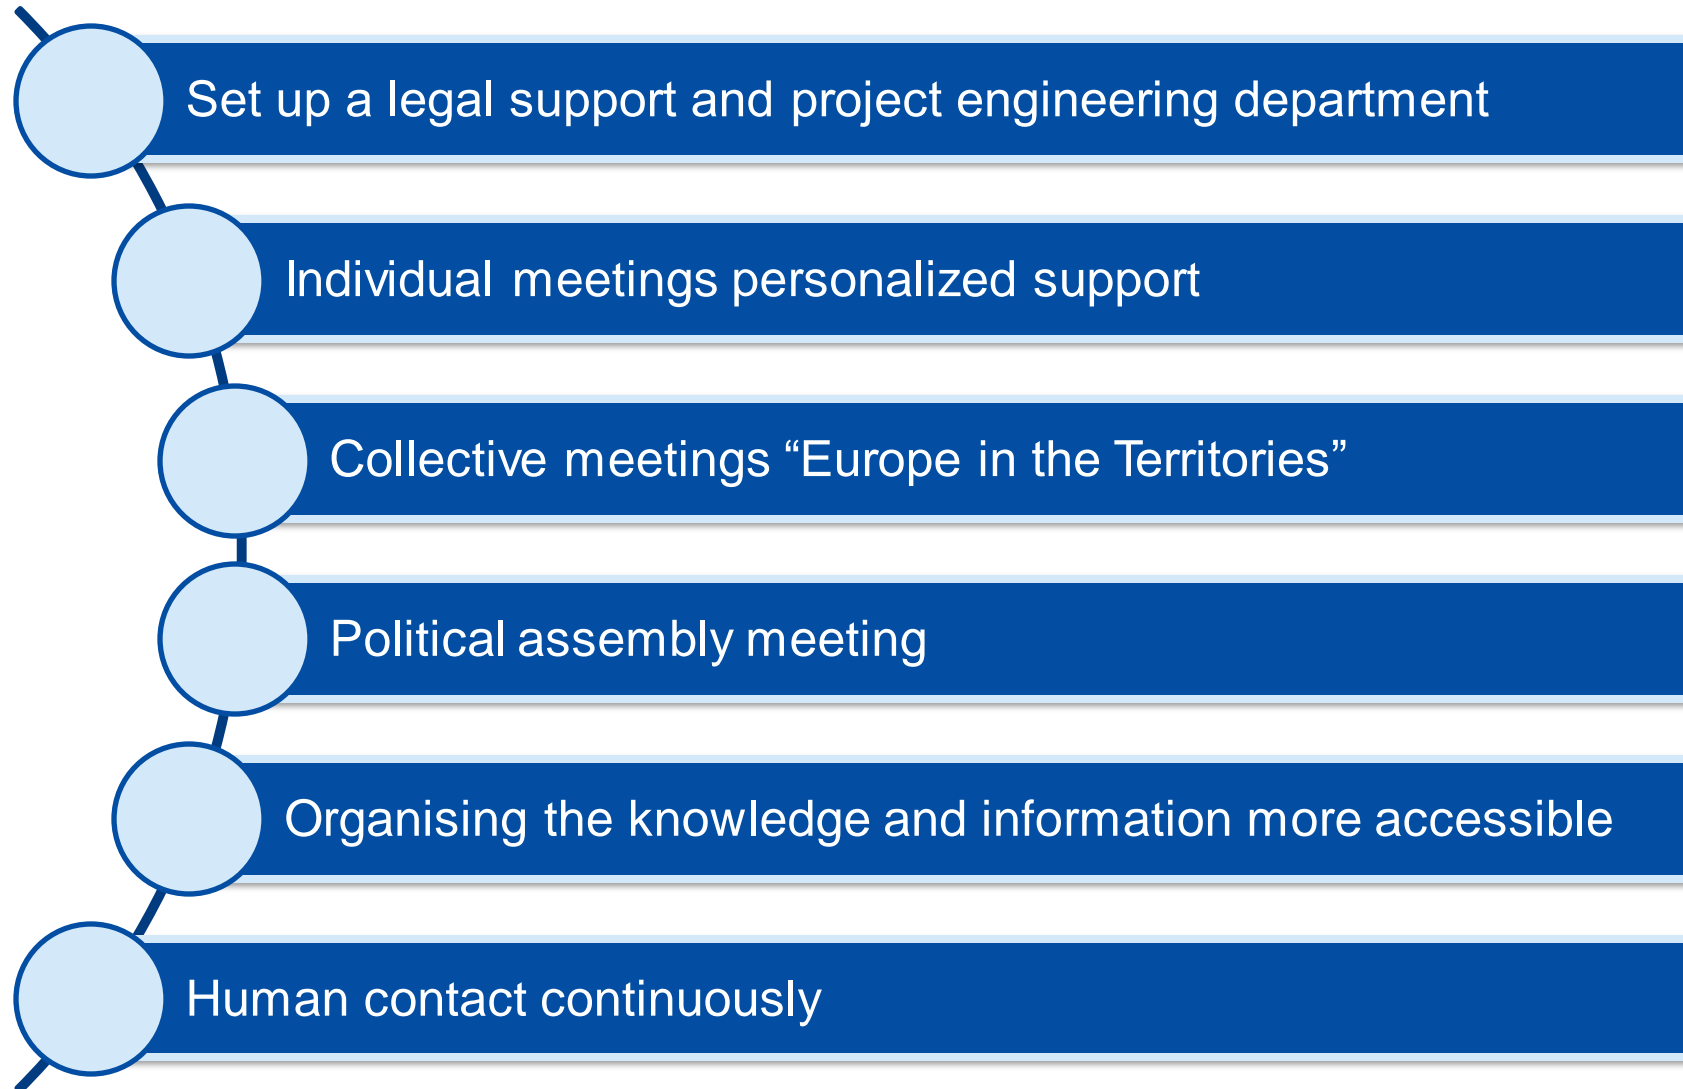 Set up a legal support and project engineering department
Individual meetings personalized support
Collective meetings “Europe in the Territories”
Political assembly meeting
Organising the knowledge and information more accessible
Human contact continuously